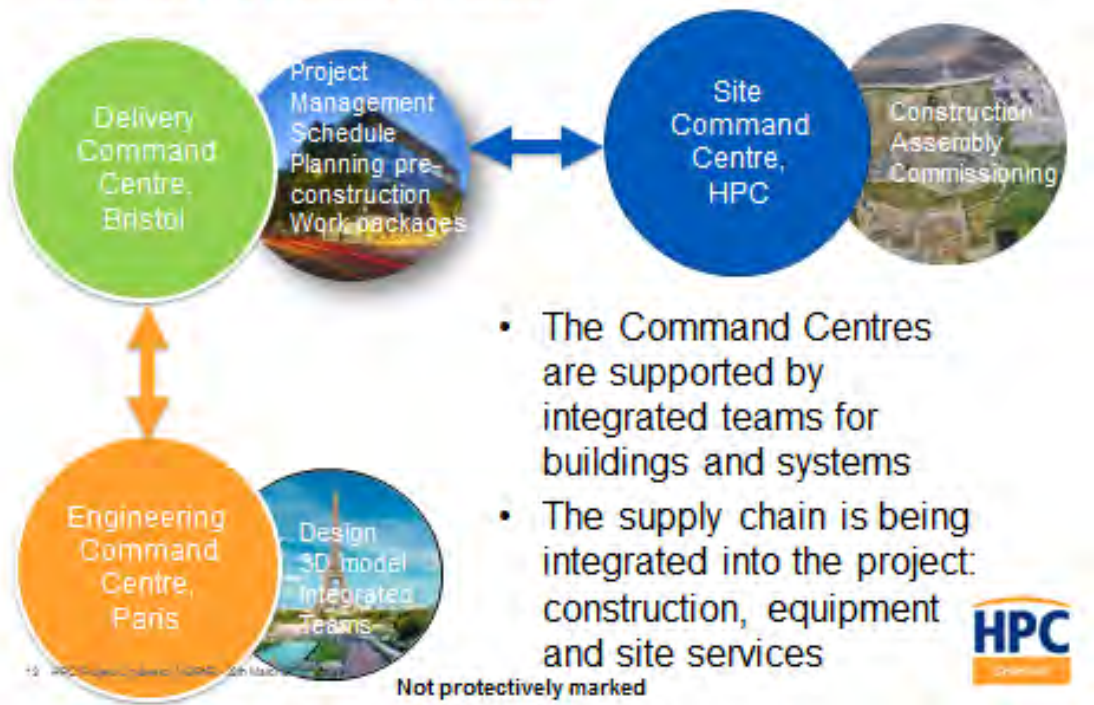 Delivery
Command
Centre,
Bristol
Project
Management
Schedule
Planning pre-
construction
Work packages
Site
Command
Centre,
HPC
Construction
Assembly
Commissioning
Engineering
Command
Centre,
Paris
Design
3D model
Integrated
Teams
• The Command Centres
are supported by
integrated teams for
buildings and systems
• The supply chain is being
integrated into the project:
construction, equipment
and site services
HPC
Not protectively marked